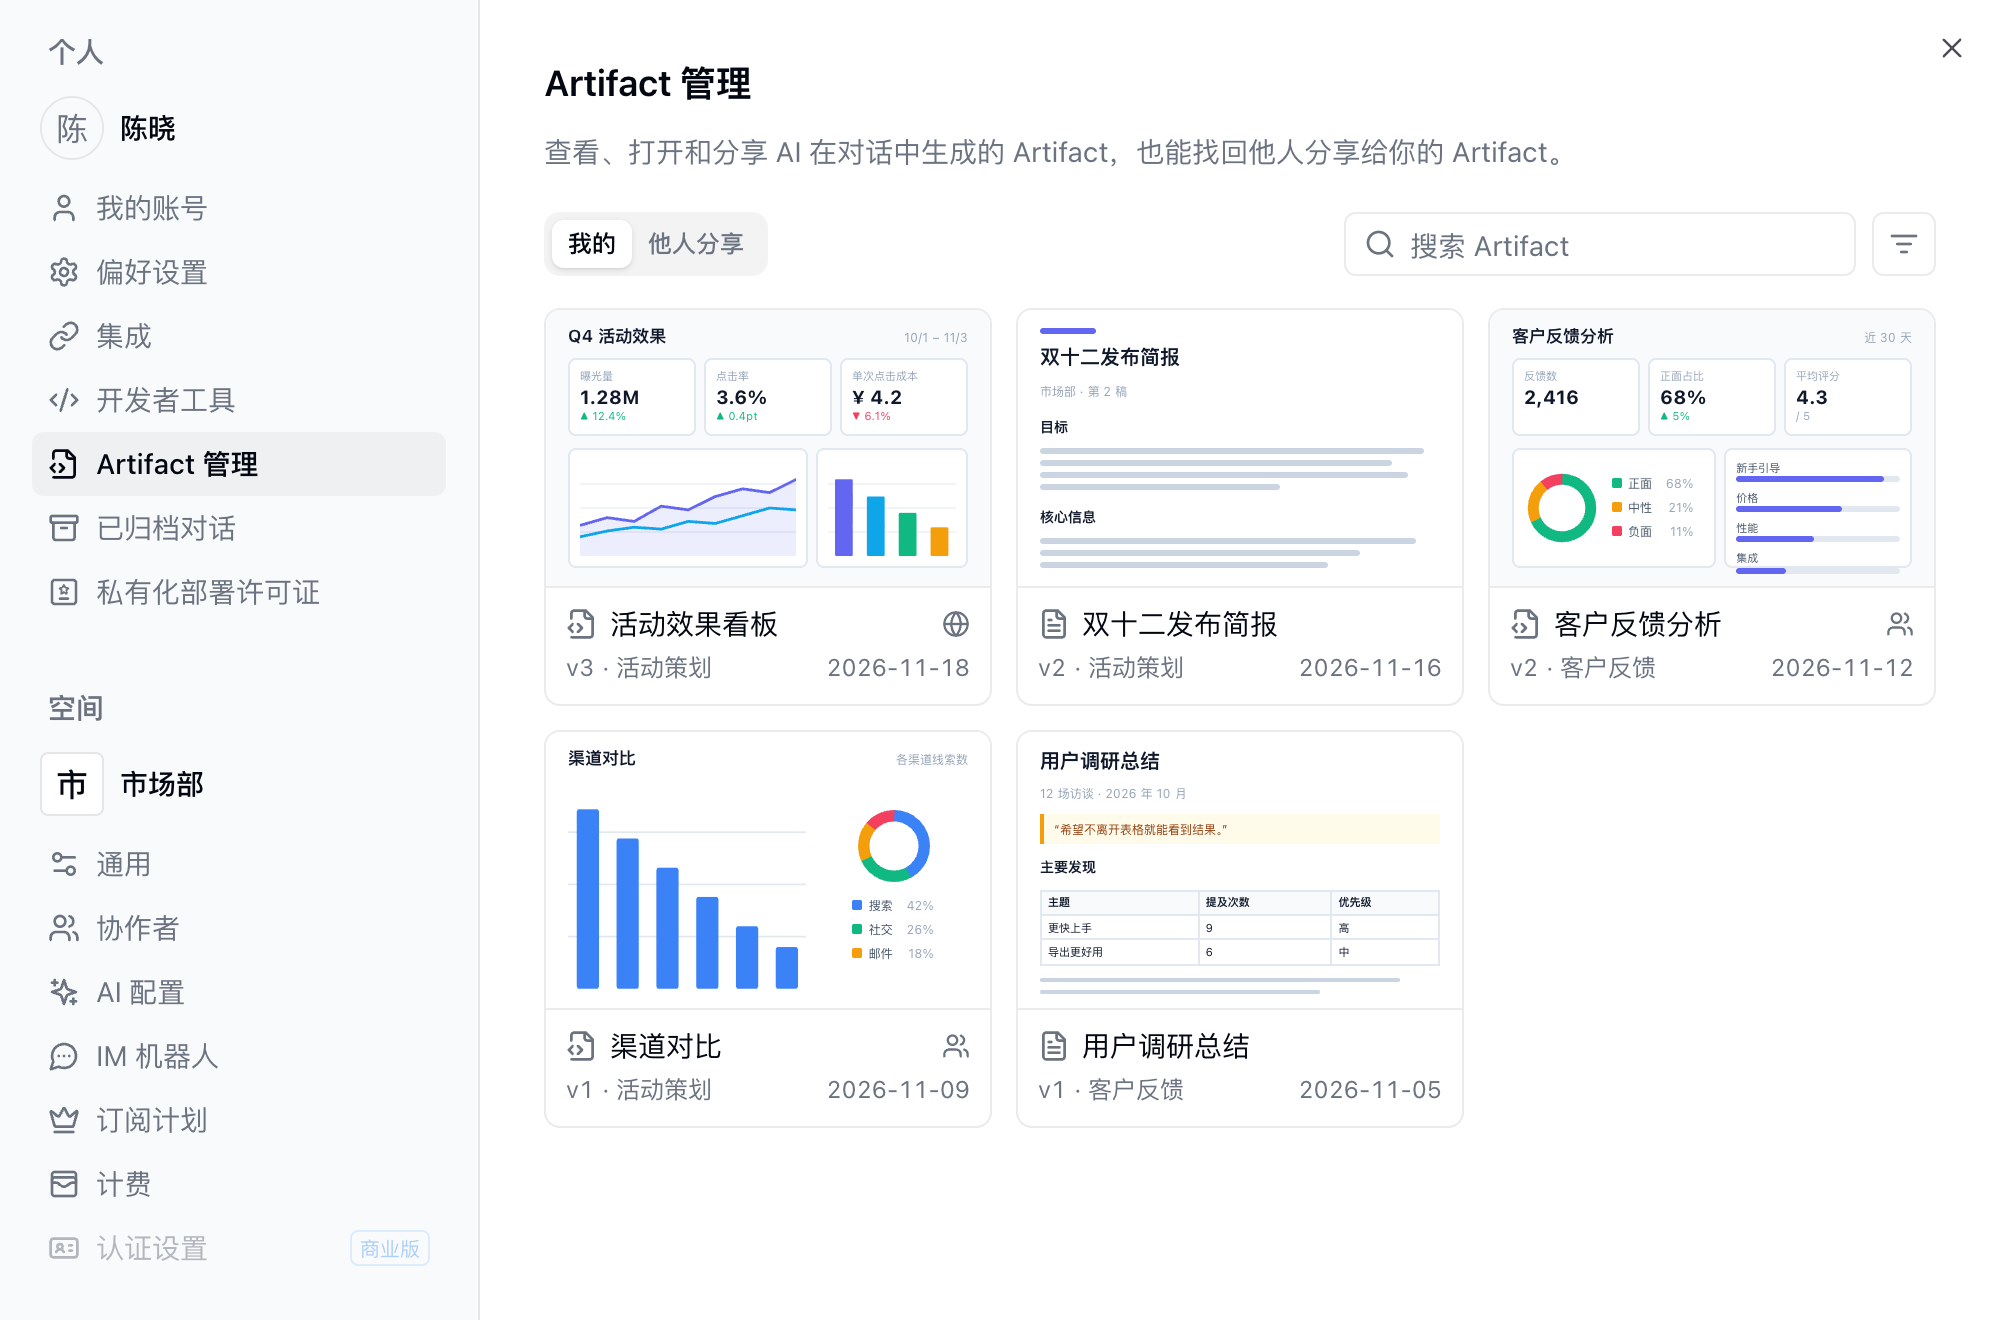 个人
陈
陈晓
我的账号
偏好设置
集成
开发者工具
Artifact 管理
已归档对话
私有化部署许可证
空间
市
市场部
通用
协作者
AI 配置
IM 机器人
订阅计划
计费
认证设置
商业版
Artifact 管理
查看、打开和分享 AI 在对话中生成的 Artifact，也能找回他人分享给你的 Artifact。
我的
他人分享
搜索 Artifact
Q4 活动效果
10/1 – 11/3
曝光量
1.28M
▲ 12.4%
点击率
3.6%
▲ 0.4pt
单次点击成本
¥ 4.2
▼ 6.1%
活动效果看板
v3 · 活动策划
2026-11-18
双十二发布简报
市场部 · 第 2 稿
目标
核心信息
双十二发布简报
v2 · 活动策划
2026-11-16
客户反馈分析
近 30 天
反馈数
2,416
正面占比
68%
▲ 5%
平均评分
4.3
/ 5
正面 68%
中性 21%
负面 11%
新手引导
价格
性能
集成
客户反馈分析
v2 · 客户反馈
2026-11-12
渠道对比
各渠道线索数
搜索 42%
社交 26%
邮件 18%
渠道对比
v1 · 活动策划
2026-11-09
用户调研总结
12 场访谈 · 2026 年 10 月
“希望不离开表格就能看到结果。”
主要发现
主题 提及次数 优先级
更快上手 9 高
导出更好用 6 中
用户调研总结
v1 · 客户反馈
2026-11-05